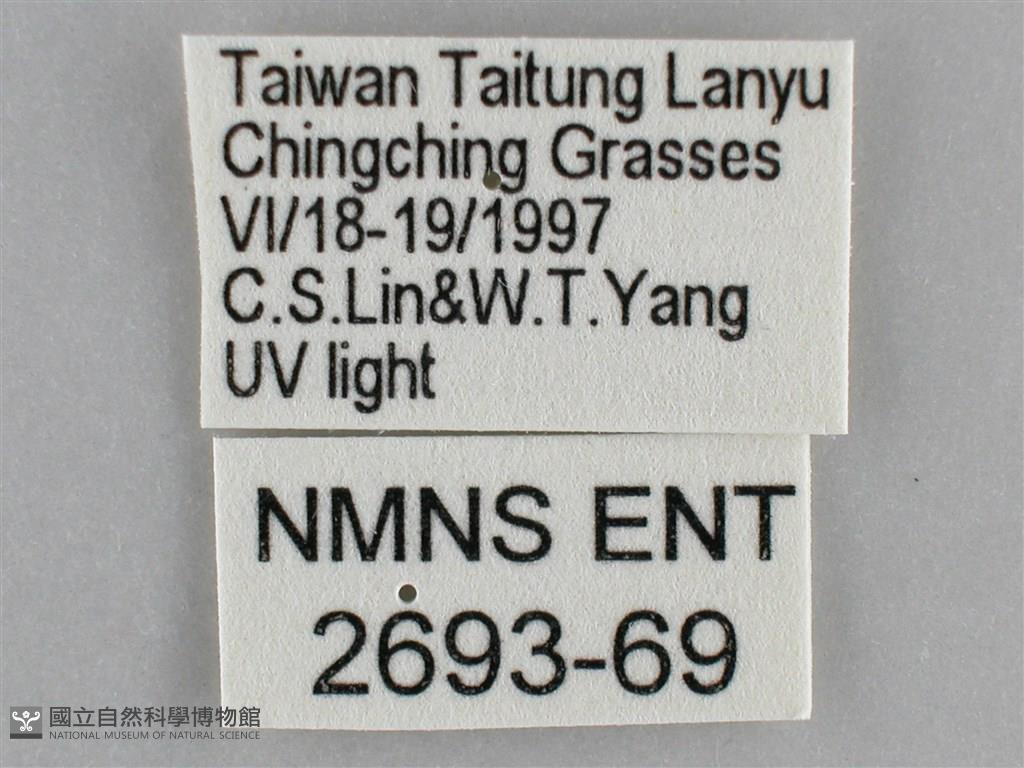 Taiwan Taitung Lanyu
Chingching Grasses
VI/18-19/1997
C.S.Lin&W.T.Yang
UV light
NMNS ENT
2693-69
國立自然科學博物館
NATIONAL MUSEUM OF NATURAL SCIENCE